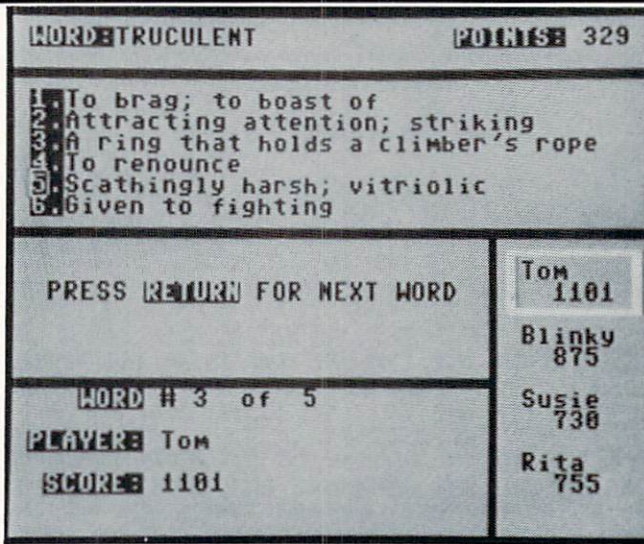 WORD: TRUCULENT POINTS: 329
1. To brag; to boast of
2. Attracting attention; striking
3. A ring that holds a climber's rope
4. To renounce
5. Scathingly harsh; vitriolic
6. Given to fighting
PRESS RETURN FOR NEXT WORD
WORD # 3 of 5
PLAYER: Tom
SCORE: 1101
Tom
1101
Blinky
875
Susie
730
Rita
755